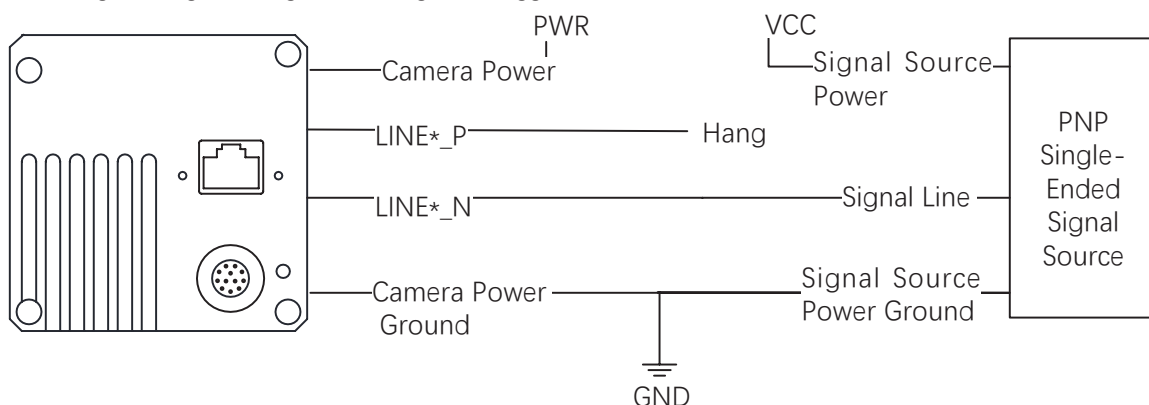 PWR
VCC
Camera Power
Signal Source
Power
LINE*_P
Hang
PNP
Single-
Ended
Signal
Source
LINE*_N
Signal Line
Camera Power
Ground
Signal Source
Power Ground
GND